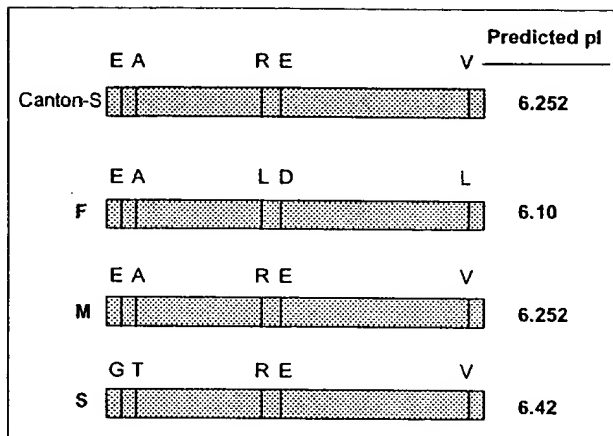 Predicted pI
E A R E V
Canton-S 6.252
E A L D L
F 6.10
E A R E V
M 6.252
G T R E V
S 6.42